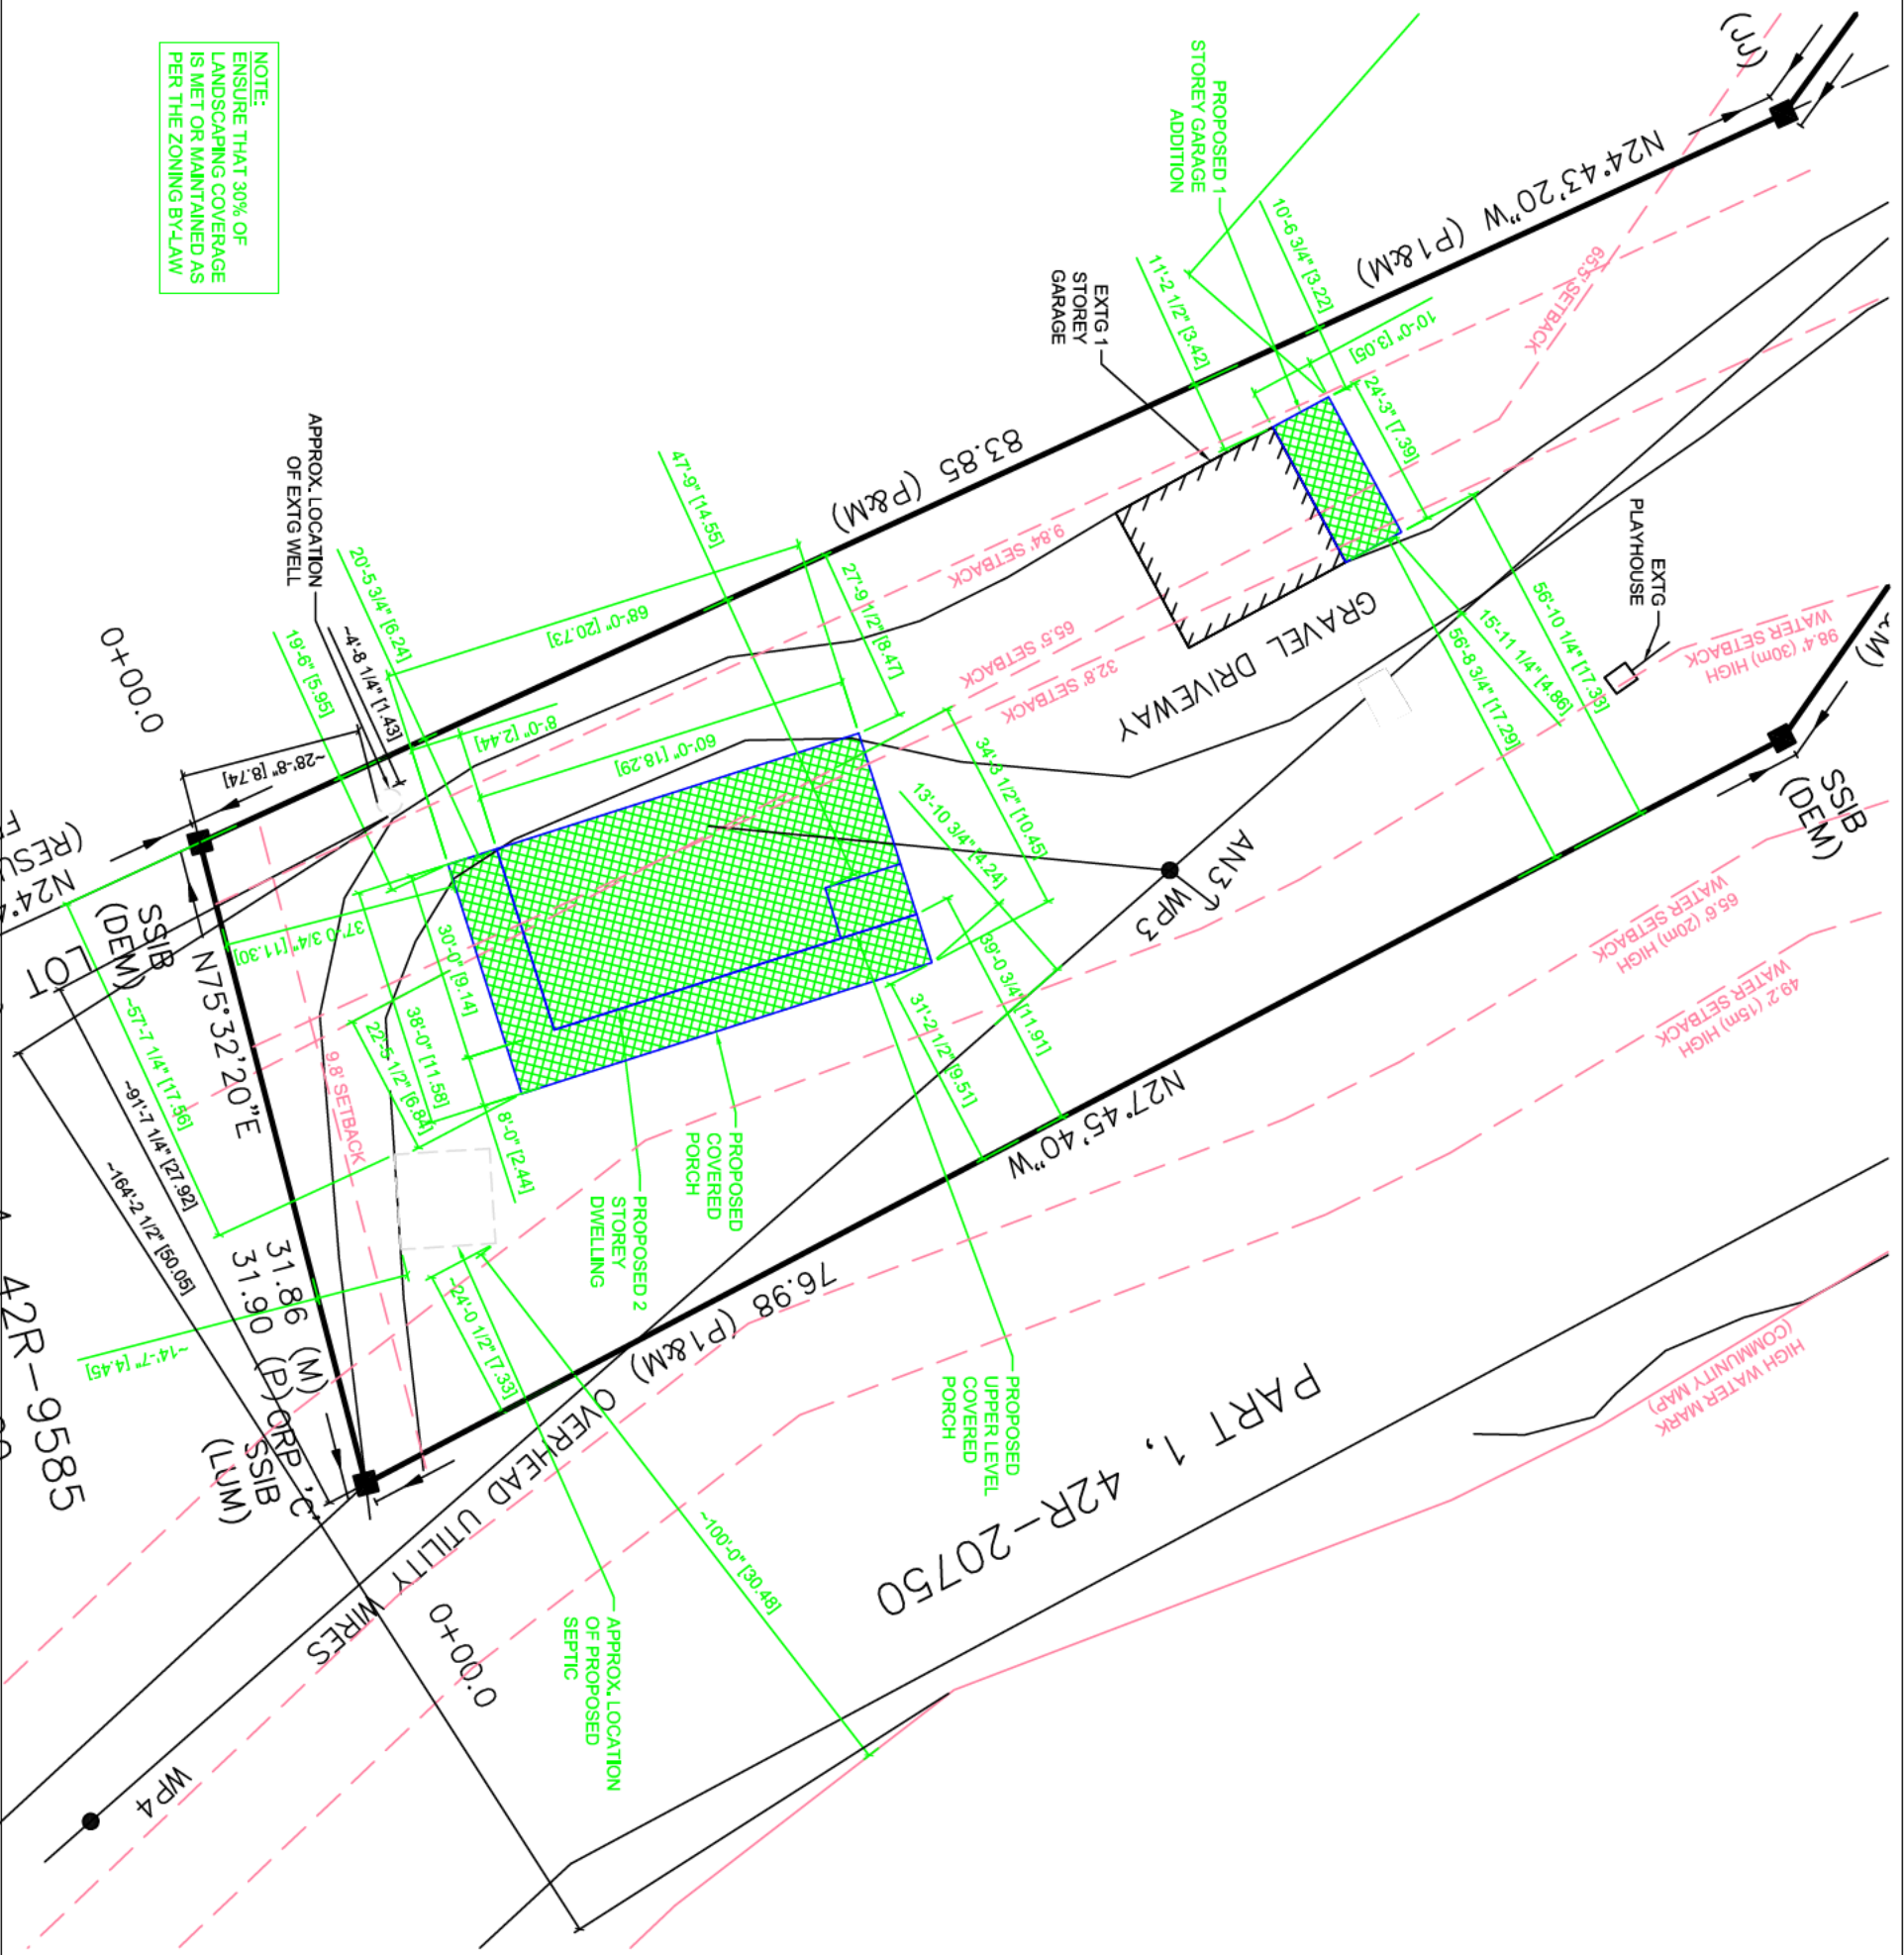 NOTE:
ENSURE THAT 30% OF
LANDSCAPING COVERAGE
IS MET OR MAINTAINED AS
PER THE ZONING BY-LAW
PROPOSED 1
STOREY GARAGE
ADDITION
10'-6 3/4" [3.22]
11'-2 1/2" [3.42]
10'-0" [3.05]
24'-3" [7.39]
EXTG 1
STOREY
GARAGE
N24°43'20"W (P1&M)
65.5' SETBACK
EXTG
PLAYHOUSE
98.4' (30m) HIGH
WATER SETBACK
56'-10 1/4" [17.33]
15'-11 1/4" [4.86]
56'-8 3/4" [17.29]
GRAVEL DRIVEWAY
83.85 (P&M)
9.84' SETBACK
65.5' SETBACK
32.8' SETBACK
47'-9" [14.55]
27'-9 1/2" [8.47]
68'-0" [20.73]
60'-0" [18.29]
8'-0" [2.44]
34'-3 1/2" [10.45]
13'-10 3/4" [4.24]
39'-0 3/4" [11.91]
31'-2 1/2" [9.51]
APPROX. LOCATION
OF EXTG WELL
20'-5 3/4" [6.24]
~4'-8 1/4" [1.43]
19'-6" [5.95]
~28'-8" [8.74]
0+00.0
37'-0 3/4" [11.30]
30'-0" [9.14]
38'-0" [11.58]
22'-5 1/2" [6.84]
8'-0" [2.44]
AN3
WP3
SSIB
(DEM)
65.6' (20m) HIGH
WATER SETBACK
49.2' (15m) HIGH
WATER SETBACK
HIGH WATER MARK
(COMMUNITY MAP)
N27°45'40"W
76.98 (P1&M)
PROPOSED
COVERED
PORCH
PROPOSED 2
STOREY
DWELLING
PROPOSED
UPPER LEVEL
COVERED
PORCH
LOT
SSIB
(DEM)
N75°32'20"E
9.8' SETBACK
~57'-7 1/4" [17.56]
~91'-7 1/4" [27.92]
~164'-2 1/2" [50.05]
31.86 (M)
31.90 (P)
ORP 'C'
SSIB
(LUM)
~14'-7" [4.45]
~24'-0 1/2" [7.33]
~100'-0" [30.48]
APPROX. LOCATION
OF PROPOSED
SEPTIC
OVERHEAD UTILITY WIRES
0+00.0
WP4
PART 1, 42R-20750
42R-9585